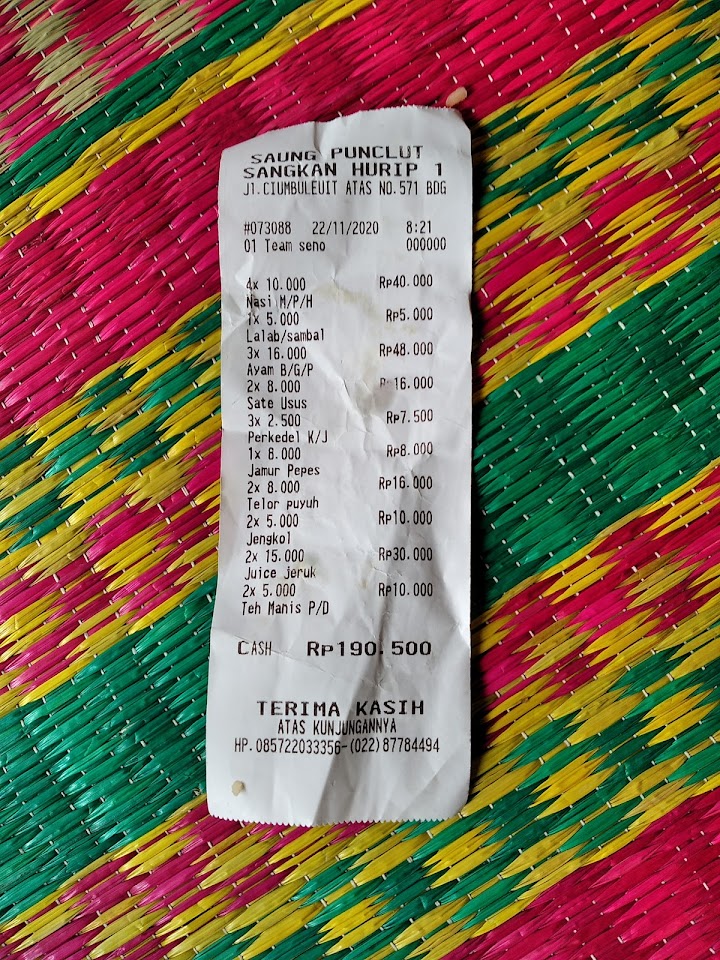 SAUNG PUNCLUT
SANGKAN HURIP 1
Jl.CIUMBULEUIT ATAS NO.571 BDG
#073088 22/11/2020 8:21
01 Team seno 000000
4x 10.000 Rp40.000
Nasi M/P/H
1x 5.000 Rp5.000
Lalab/sambal
3x 16.000 Rp48.000
Ayam B/G/P
2x 8.000 Rp16.000
Sate Usus
3x 2.500 Rp7.500
Perkedel K/J
1x 8.000 Rp8.000
Jamur Pepes
2x 8.000 Rp16.000
Telor puyuh
2x 5.000 Rp10.000
Jengkol
2x 15.000 Rp30.000
Juice jeruk
2x 5.000 Rp10.000
Teh Manis P/D
CASH Rp190.500
TERIMA KASIH
ATAS KUNJUNGANNYA
HP.085722033356-(022)87784494